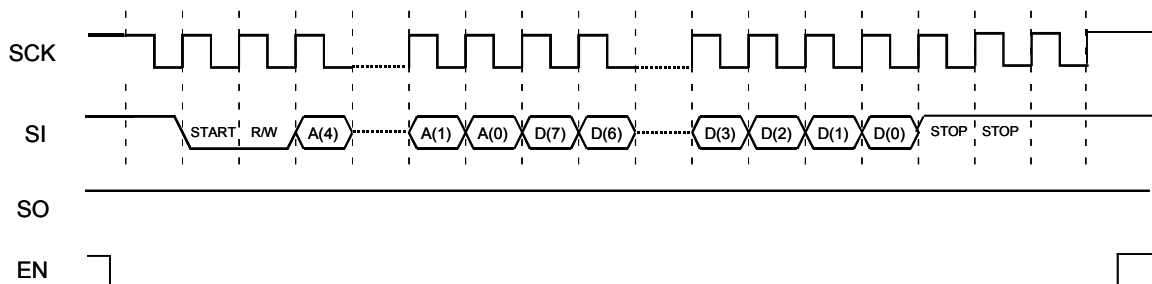 SCK
SI START R/W A(4) A(1) A(0) D(7) D(6) D(3) D(2) D(1) D(0) STOP STOP
SO
EN